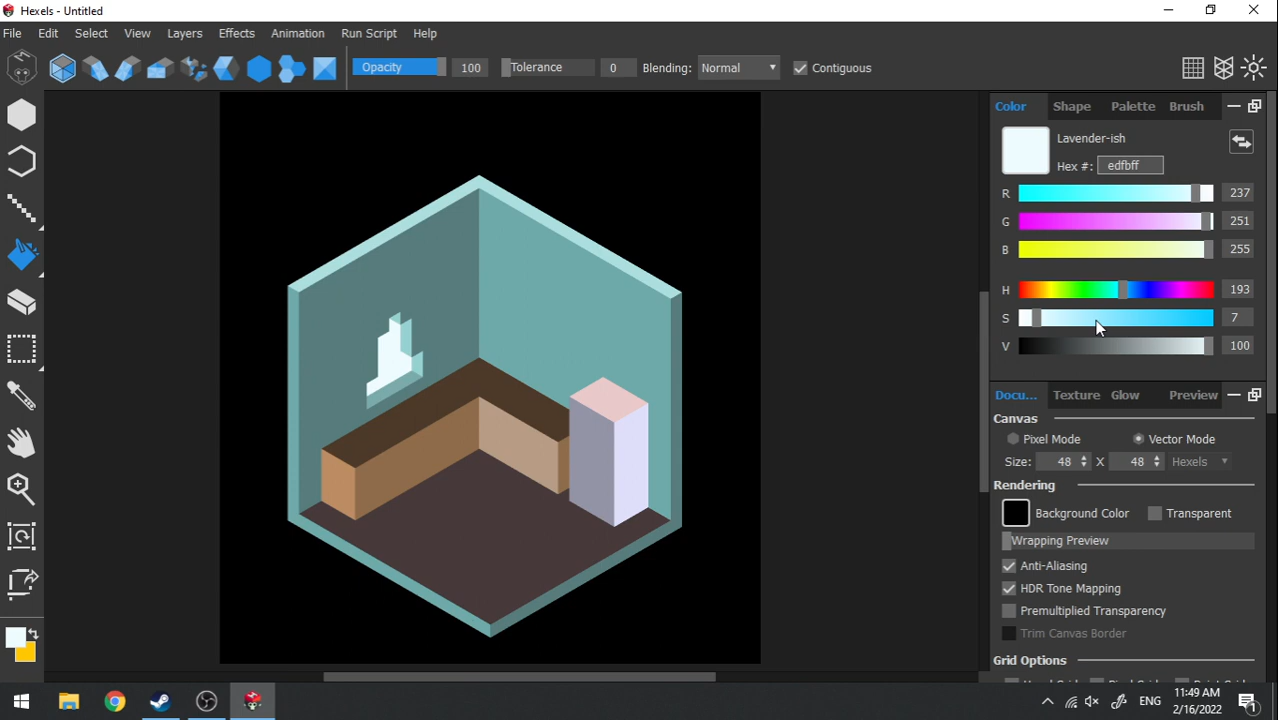 Hexels - Untitled
File Edit Select View Layers Effects Animation Run Script Help
Opacity 100 Tolerance 0 Blending: Normal Contiguous
Color Shape Palette Brush
Lavender-ish
Hex #: edfbff
R 237
G 251
B 255
H 193
S 7
V 100
Docu... Texture Glow Preview
Canvas
Pixel Mode Vector Mode
Size: 48 X 48 Hexels
Rendering
Background Color Transparent
Wrapping Preview
Anti-Aliasing
HDR Tone Mapping
Premultiplied Transparency
Trim Canvas Border
Grid Options
ENG
11:49 AM
2/16/2022
1